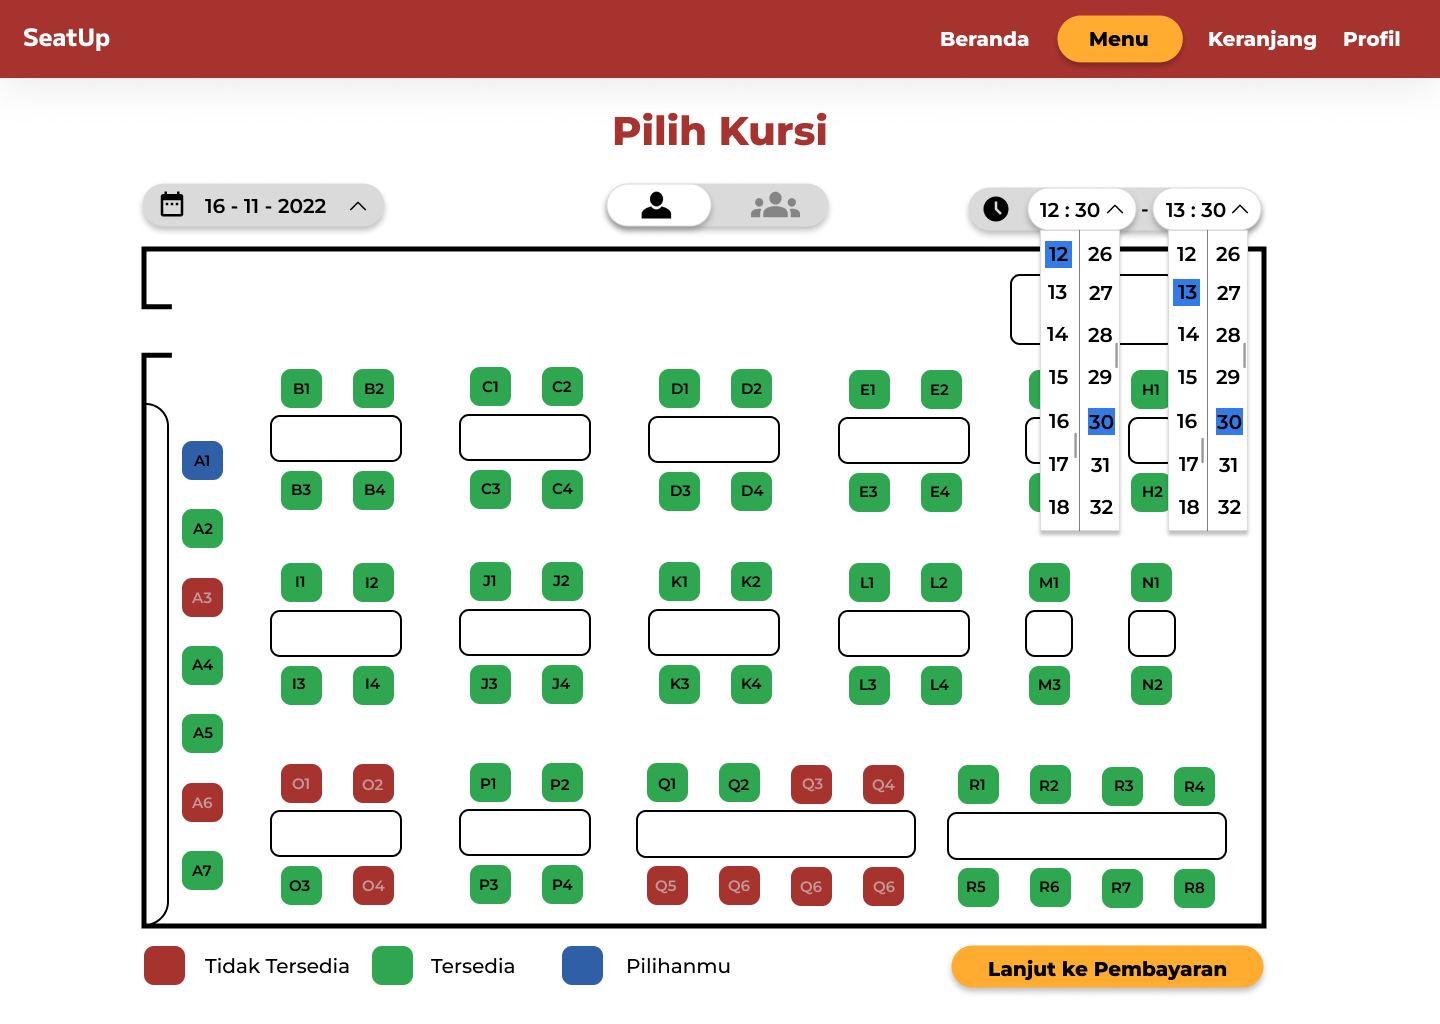 SeatUp
Beranda Menu Keranjang Profil
Pilih Kursi
16 - 11 - 2022
12 : 30 - 13 : 30
12 26 12 26
13 27 13 27
14 28 14 28
15 29 15 29
16 30 16 30
17 31 17 31
18 32 18 32
B1 B2 C1 C2 D1 D2 E1 E2 H1
A1
B3 B4 C3 C4 D3 D4 E3 E4 H2
A2
I1 I2 J1 J2 K1 K2 L1 L2 M1 N1
A3
A4
I3 I4 J3 J4 K3 K4 L3 L4 M3 N2
A5
O1 O2 P1 P2 Q1 Q2 Q3 Q4 R1 R2 R3 R4
A6
A7
O3 O4 P3 P4 Q5 Q6 Q6 Q6 R5 R6 R7 R8
Tidak Tersedia Tersedia Pilihanmu
Lanjut ke Pembayaran